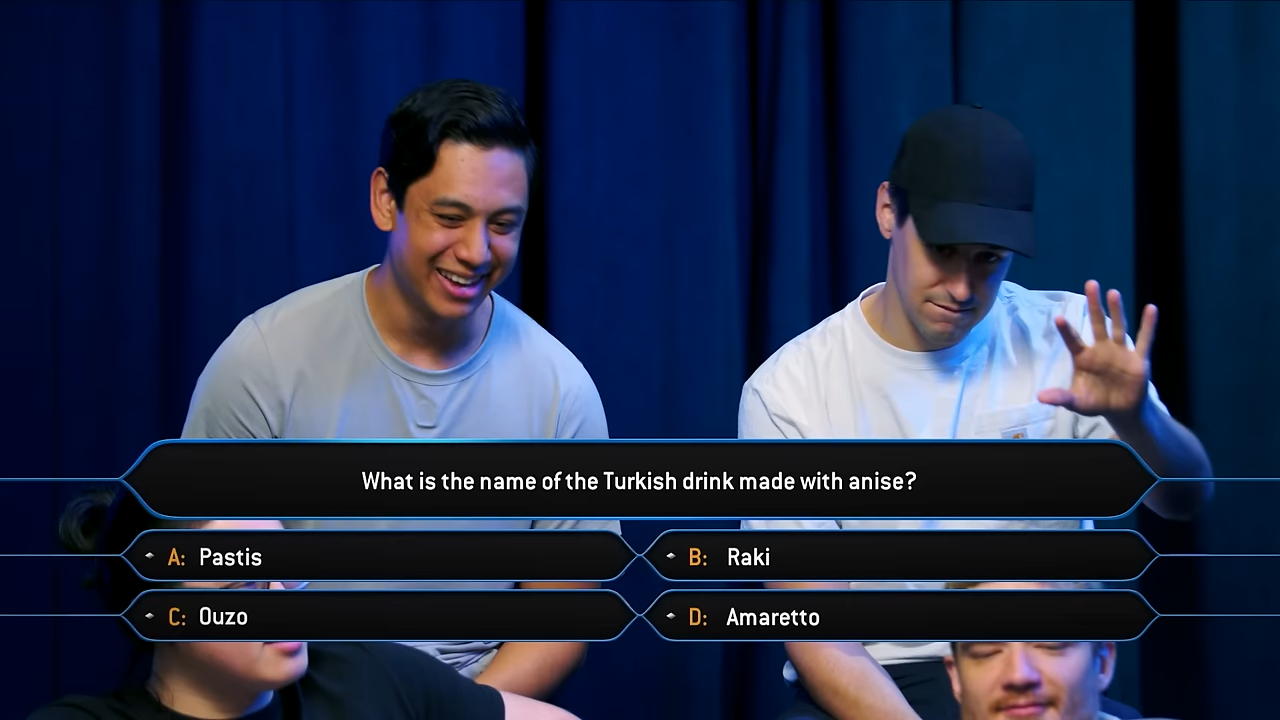 What is the name of the Turkish drink made with anise?
A: Pastis
B: Raki
C: Ouzo
D: Amaretto